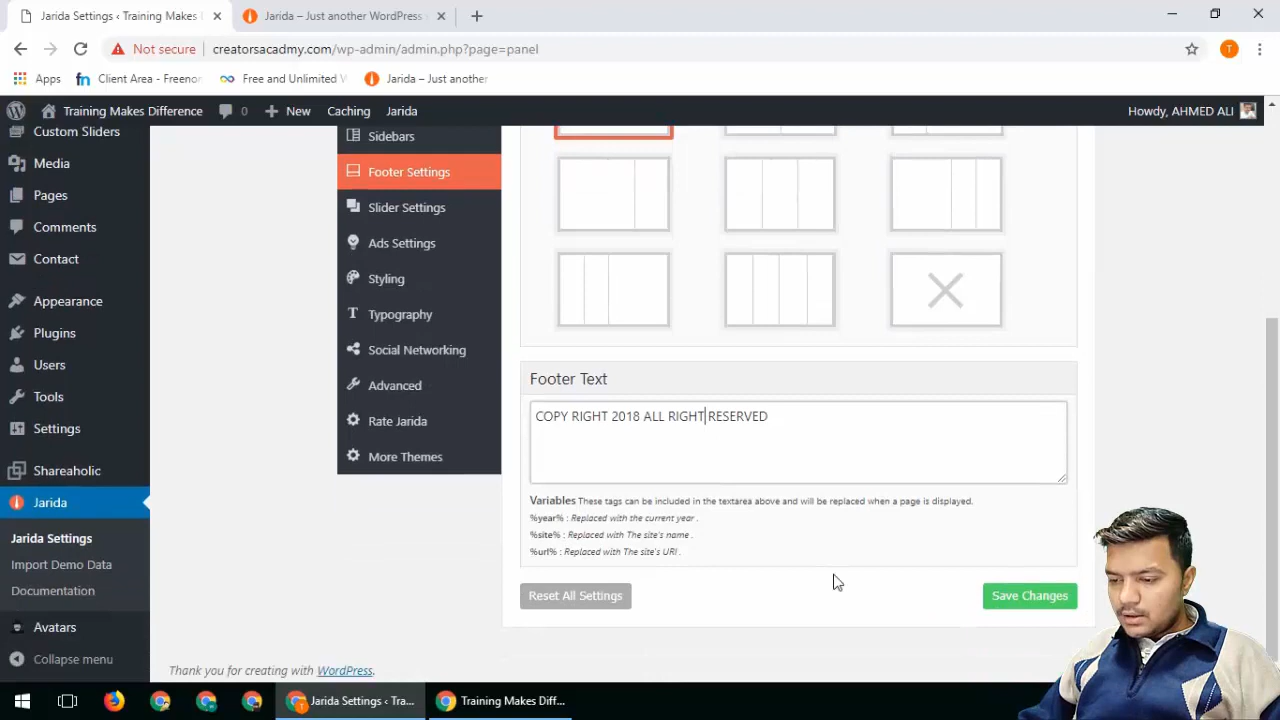 Jarida Settings ‹ Training Makes D
Jarida – Just another WordPress
Not secure
creatorsacadmy.com/wp-admin/admin.php?page=panel
Apps
Client Area - Freeno
Free and Unlimited
Jarida – Just another
Training Makes Difference
0
New
Caching
Jarida
Howdy, AHMED ALI
Custom Sliders
Media
Pages
Comments
Contact
Appearance
Plugins
Users
Tools
Settings
Shareaholic
Jarida
Jarida Settings
Import Demo Data
Documentation
Avatars
Collapse menu
Sidebars
Footer Settings
Slider Settings
Ads Settings
Styling
Typography
Social Networking
Advanced
Rate Jarida
More Themes
Footer Text
COPY RIGHT 2018 ALL RIGHT RESERVED
Variables These tags can be included in the textarea above and will be replaced when a page is displayed.
%year% : Replaced with the current year .
%site% : Replaced with The site's name .
%url% : Replaced with The site's URl .
Reset All Settings
Save Changes
Thank you for creating with WordPress.
Jarida Settings ‹ Tra...
Training Makes Diff...